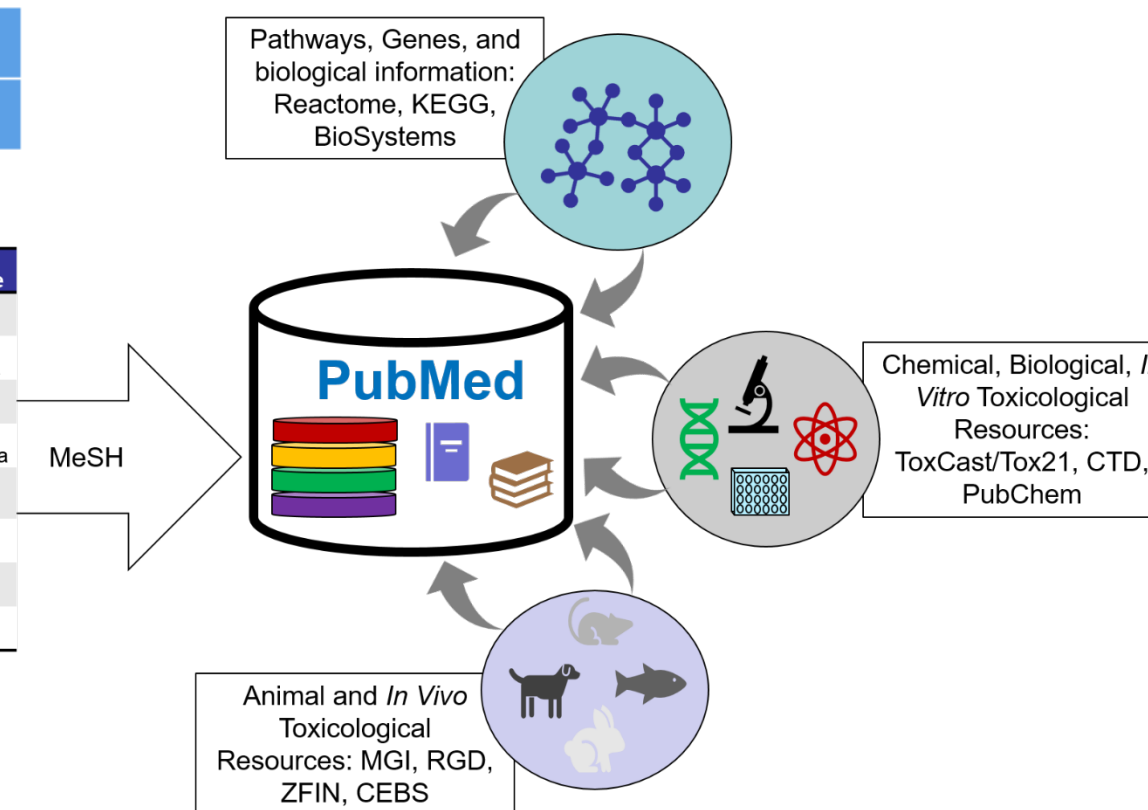 Pathways, Genes, and
biological information:
Reactome, KEGG,
BioSystems
PubMed
MeSH
Chemical, Biological,
Vitro Toxicological
Resources:
ToxCast/Tox21, CTD,
PubChem
Animal and In Vivo
Toxicological
Resources: MGI, RGD,
ZFIN, CEBS